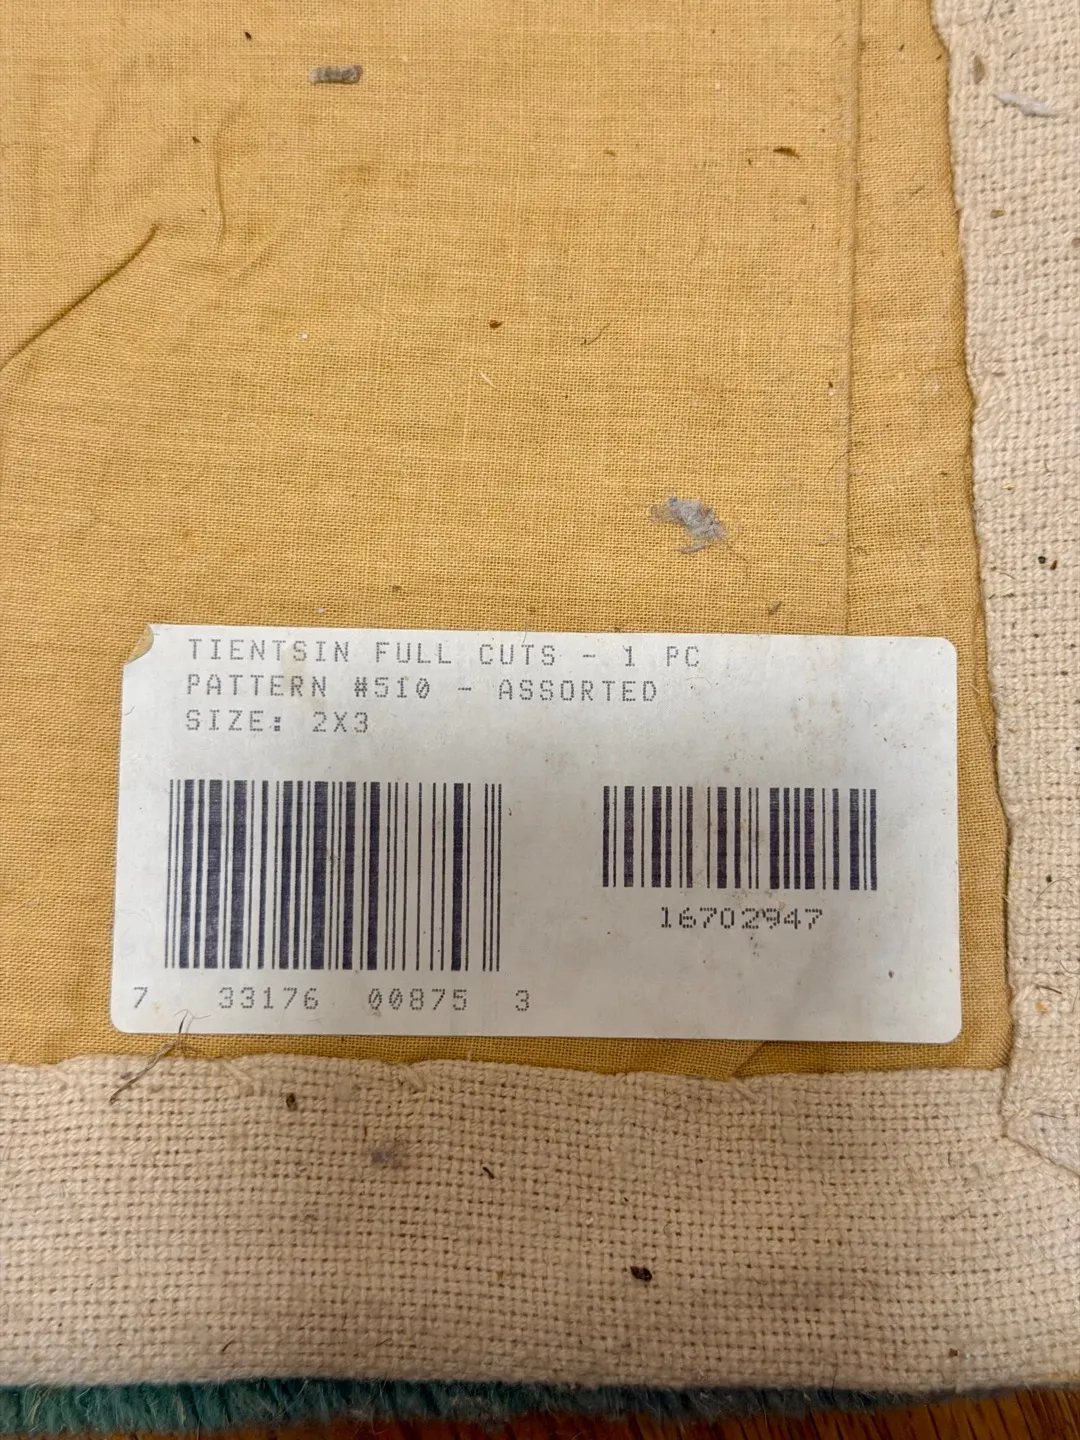 TIENTSIN FULL CUTS - 1 PC
PATTERN #510 - ASSORTED
SIZE: 2X3
7 33176 00875 3
16702947